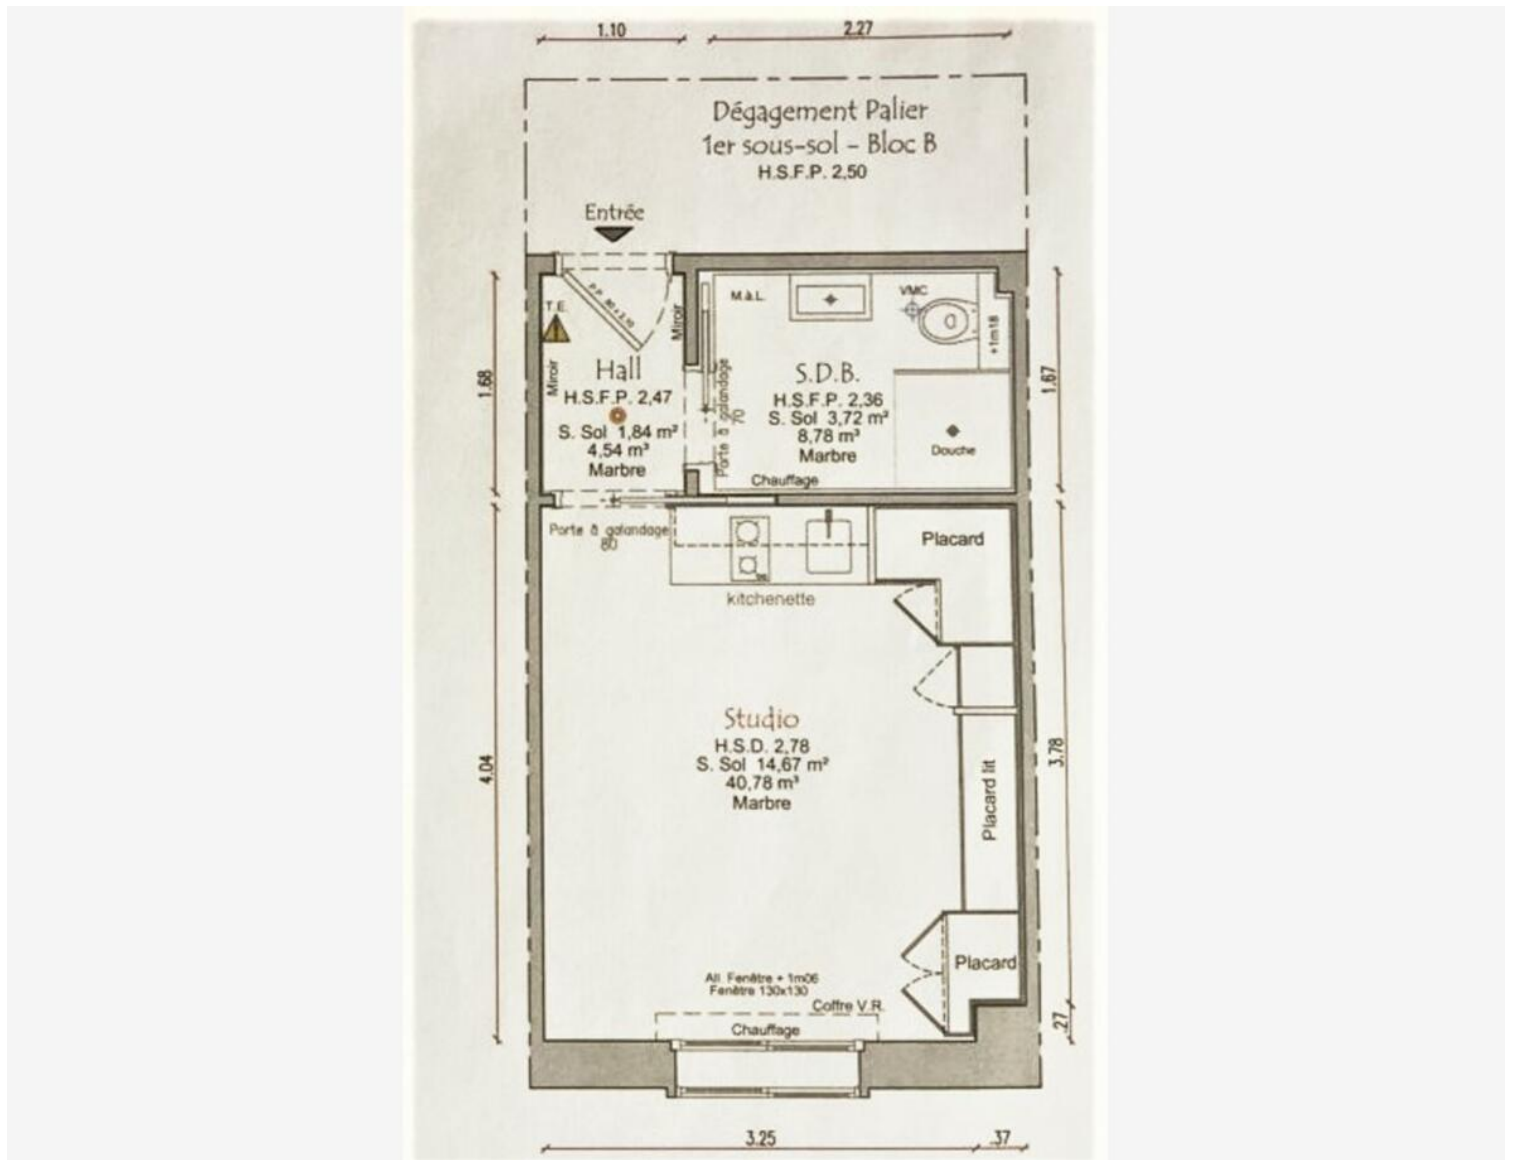 1.10
2.27
Dégagement Palier
1er sous-sol - Bloc B
H.S.F.P. 2,50
Entrée
P.P. 80 x 2.10
T.E.
Miroir
Miroir
Hall
H.S.F.P. 2,47
S. Sol 1,84 m²
4,54 m³
Marbre
M.à.L.
VMC
+1m18
S.D.B.
H.S.F.P. 2,36
S. Sol 3,72 m²
8,78 m³
Marbre
Douche
Chauffage
Porte à galandage
70
1.68
1.67
Porte à galandage
80
kitchenette
Placard
Studio
H.S.D. 2,78
S. Sol 14,67 m²
40,78 m³
Marbre
Placard lit
4.04
3.78
Placard
All. Fenêtre + 1m06
Fenêtre 130x130
Coffre V.R.
Chauffage
.27
3.25
.37